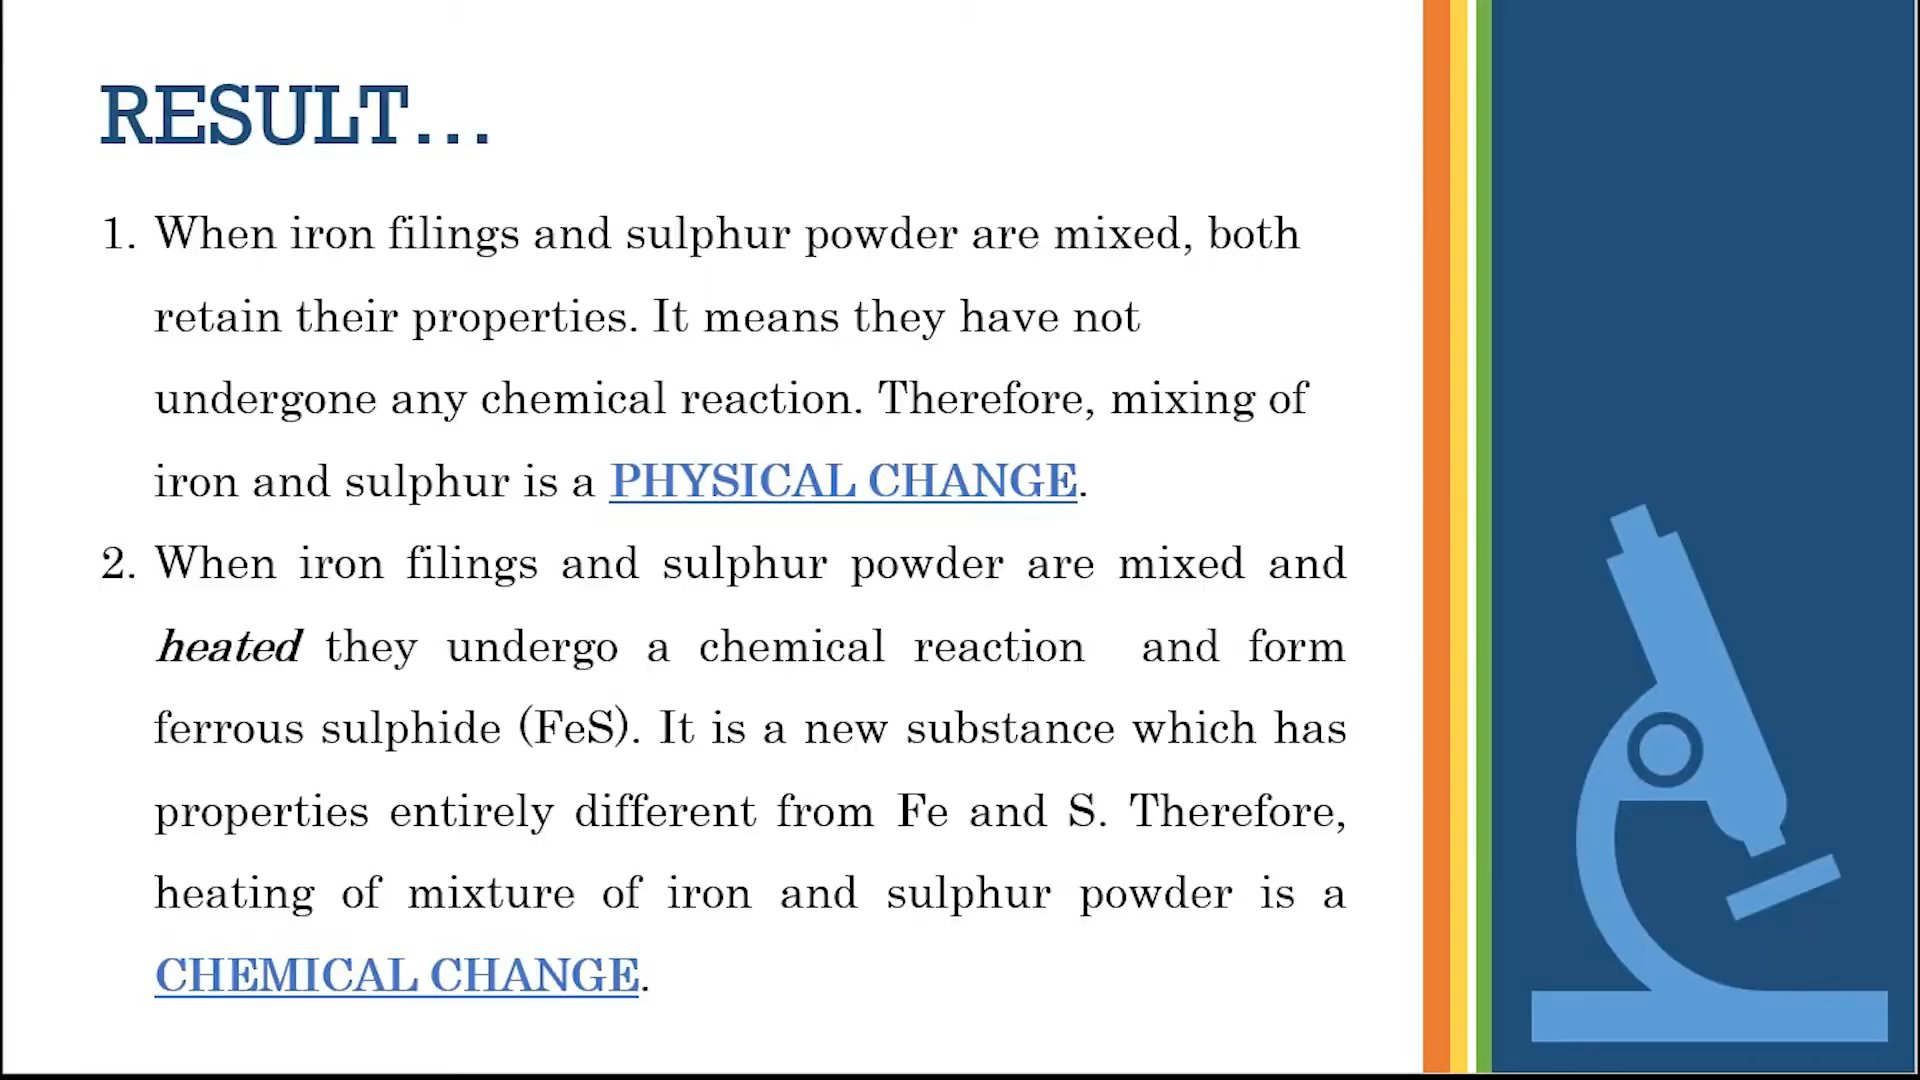 RESULT...
1. When iron filings and sulphur powder are mixed, both
retain their properties. It means they have not
undergone any chemical reaction. Therefore, mixing of
iron and sulphur is a PHYSICAL CHANGE.
2. When iron filings and sulphur powder are mixed and
heated they undergo a chemical reaction and form
ferrous sulphide (FeS). It is a new substance which has
properties entirely different from Fe and S. Therefore,
heating of mixture of iron and sulphur powder is a
CHEMICAL CHANGE.